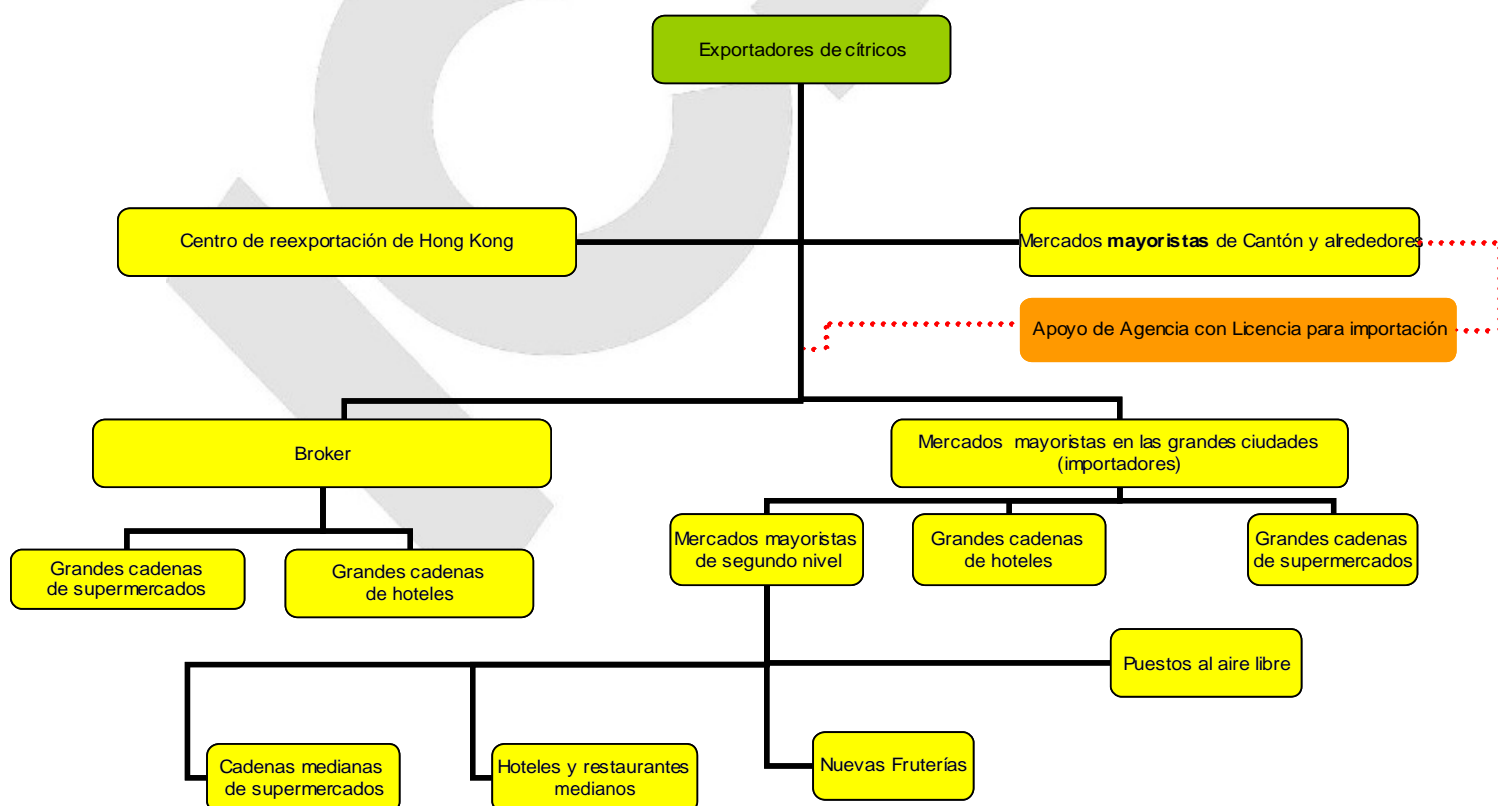 Exportadores de cítricos
Centro de reexportación de Hong Kong
Mercados mayoristas de Cantón y alrededores
Apoyo de Agencia con Licencia para importación
Broker
Mercados mayoristas en las grandes ciudades
(importadores)
Grandes cadenas
de supermercados
Grandes cadenas
de hoteles
Mercados mayoristas
de segundo nivel
Grandes cadenas
de hoteles
Grandes cadenas
de supermercados
Puestos al aire libre
Cadenas medianas
de supermercados
Hoteles y restaurantes
medianos
Nuevas Fruterías